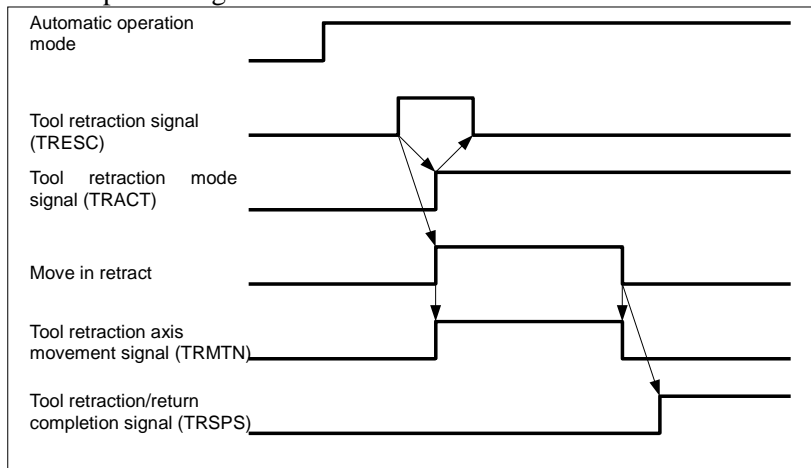 Automatic operation
mode
Tool retraction signal
(TRESC)
Tool retraction mode
signal (TRACT)
Move in retract
Tool retraction axis
movement signal (TRMTN)
Tool retraction/return
completion signal (TRSPS)